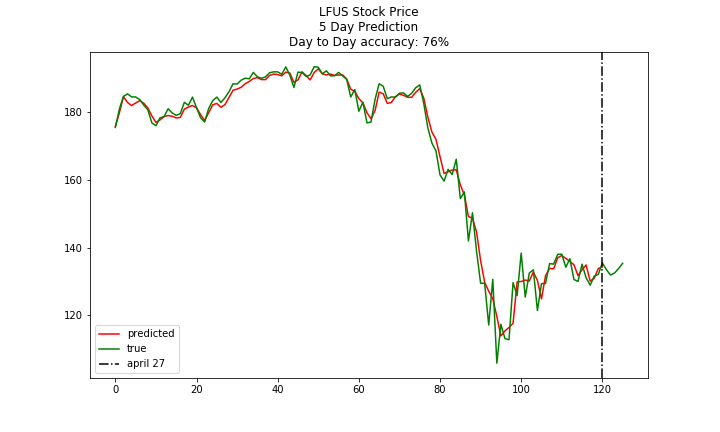 LFUS Stock Price
5 Day Prediction
Day to Day accuracy: 76%
180
160
140
120
predicted
true
april 27
0 20 40 60 80 100 120